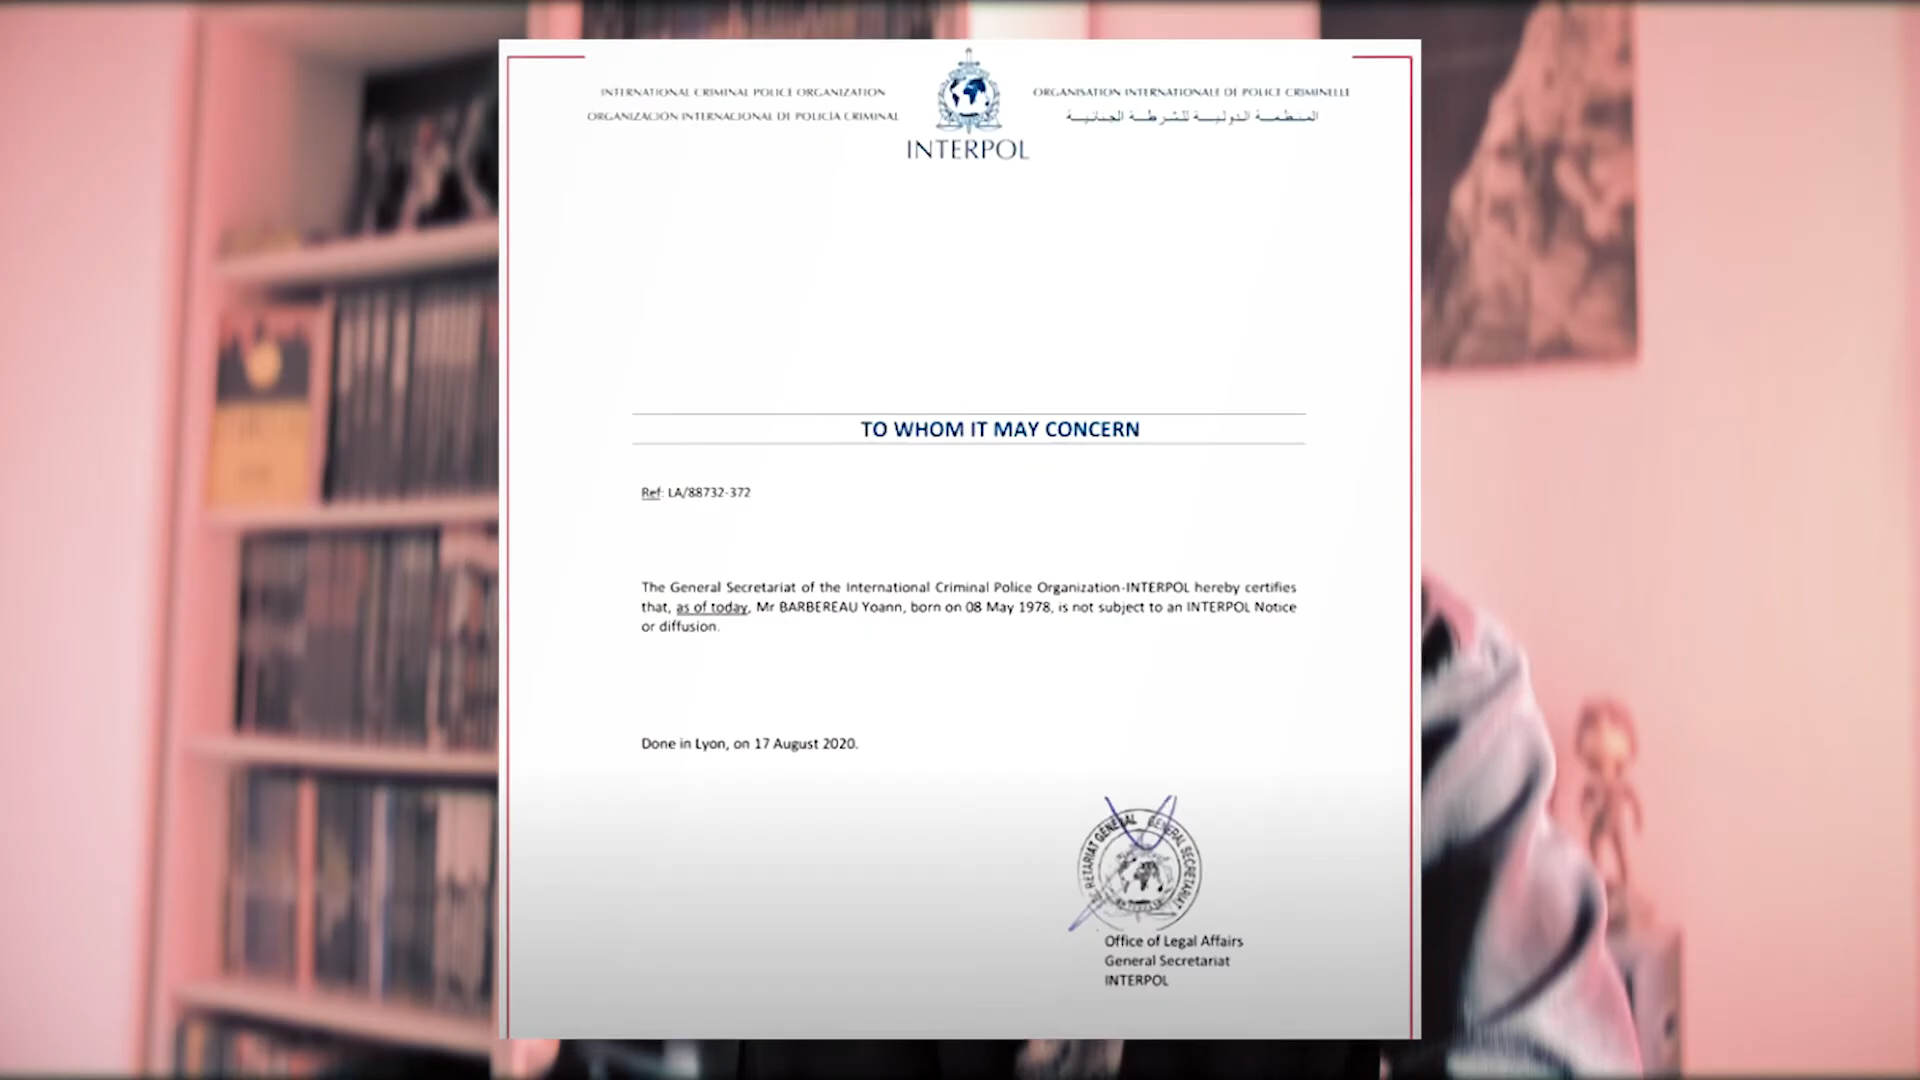 INTERNATIONAL CRIMINAL POLICE ORGANIZATION
ORGANISATION INTERNATIONALE DE POLICE CRIMINELLE
ORGANIZACIÓN INTERNACIONAL DE POLICÍA CRIMINAL
المنظمة الدولية للشرطة الجنائية
INTERPOL
TO WHOM IT MAY CONCERN
Ref: LA/88732-372
The General Secretariat of the International Criminal Police Organization-INTERPOL hereby certifies
that, as of today, Mr BARBEREAU Yoann, born on 08 May 1978, is not subject to an INTERPOL Notice
or diffusion.
Done in Lyon, on 17 August 2020.
GENERAL SECRETARIAT
Office of Legal Affairs
General Secretariat
INTERPOL